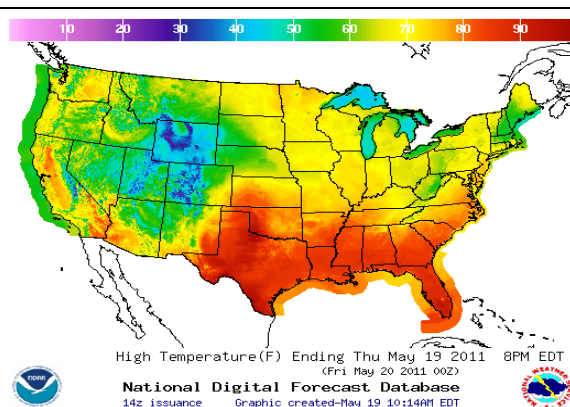 10 20 30 40 50 60 70 80 90
High Temperature(F) Ending Thu May 19 2011 8PM EDT
(Fri May 20 2011 00Z)
National Digital Forecast Database
14z issuance Graphic created-May 19 10:14AM EDT
NOAA